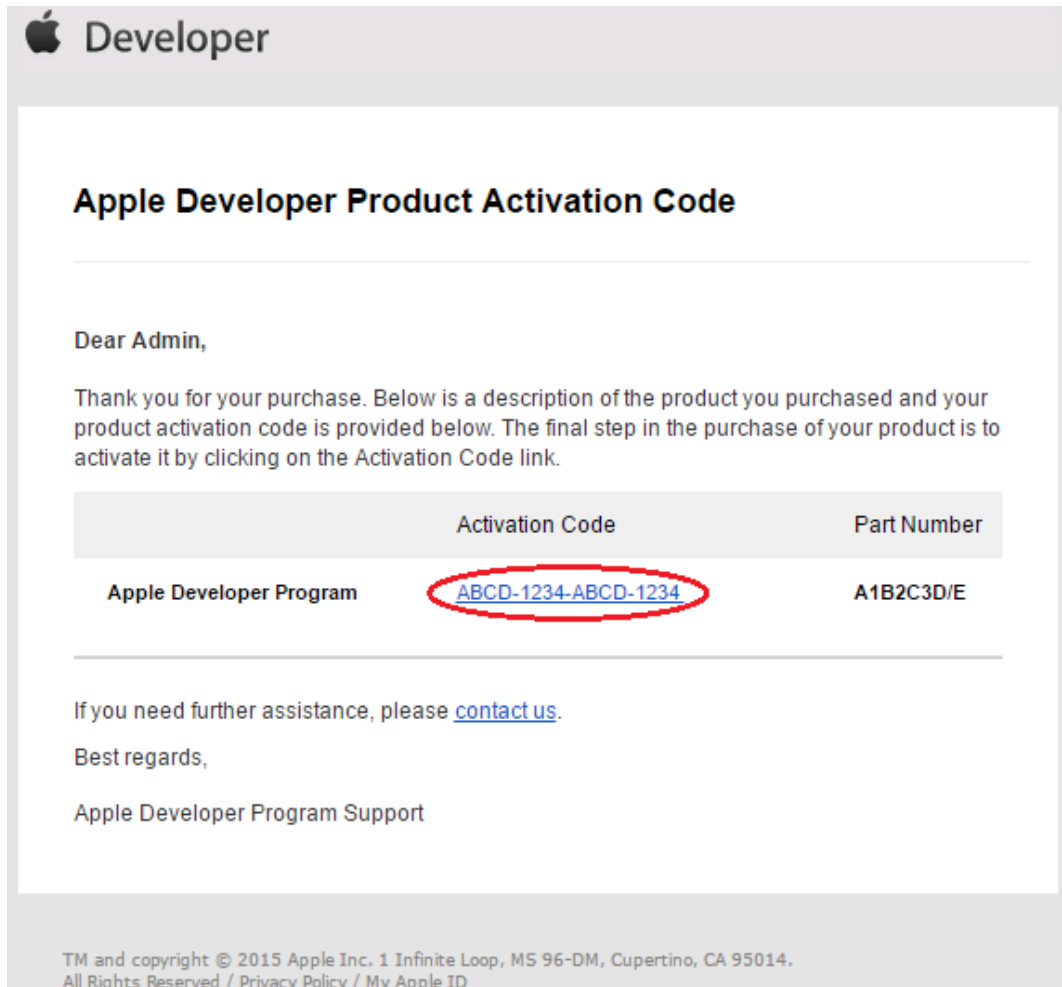 Developer
Apple Developer Product Activation Code
Dear Admin,
Thank you for your purchase. Below is a description of the product you purchased and your
product activation code is provided below. The final step in the purchase of your product is to
activate it by clicking on the Activation Code link.
Activation Code Part Number
Apple Developer Program ABCD-1234-ABCD-1234 A1B2C3D/E
If you need further assistance, please contact us.
Best regards,
Apple Developer Program Support
TM and copyright © 2015 Apple Inc. 1 Infinite Loop, MS 96-DM, Cupertino, CA 95014.
All Rights Reserved / Privacy Policy / My Apple ID